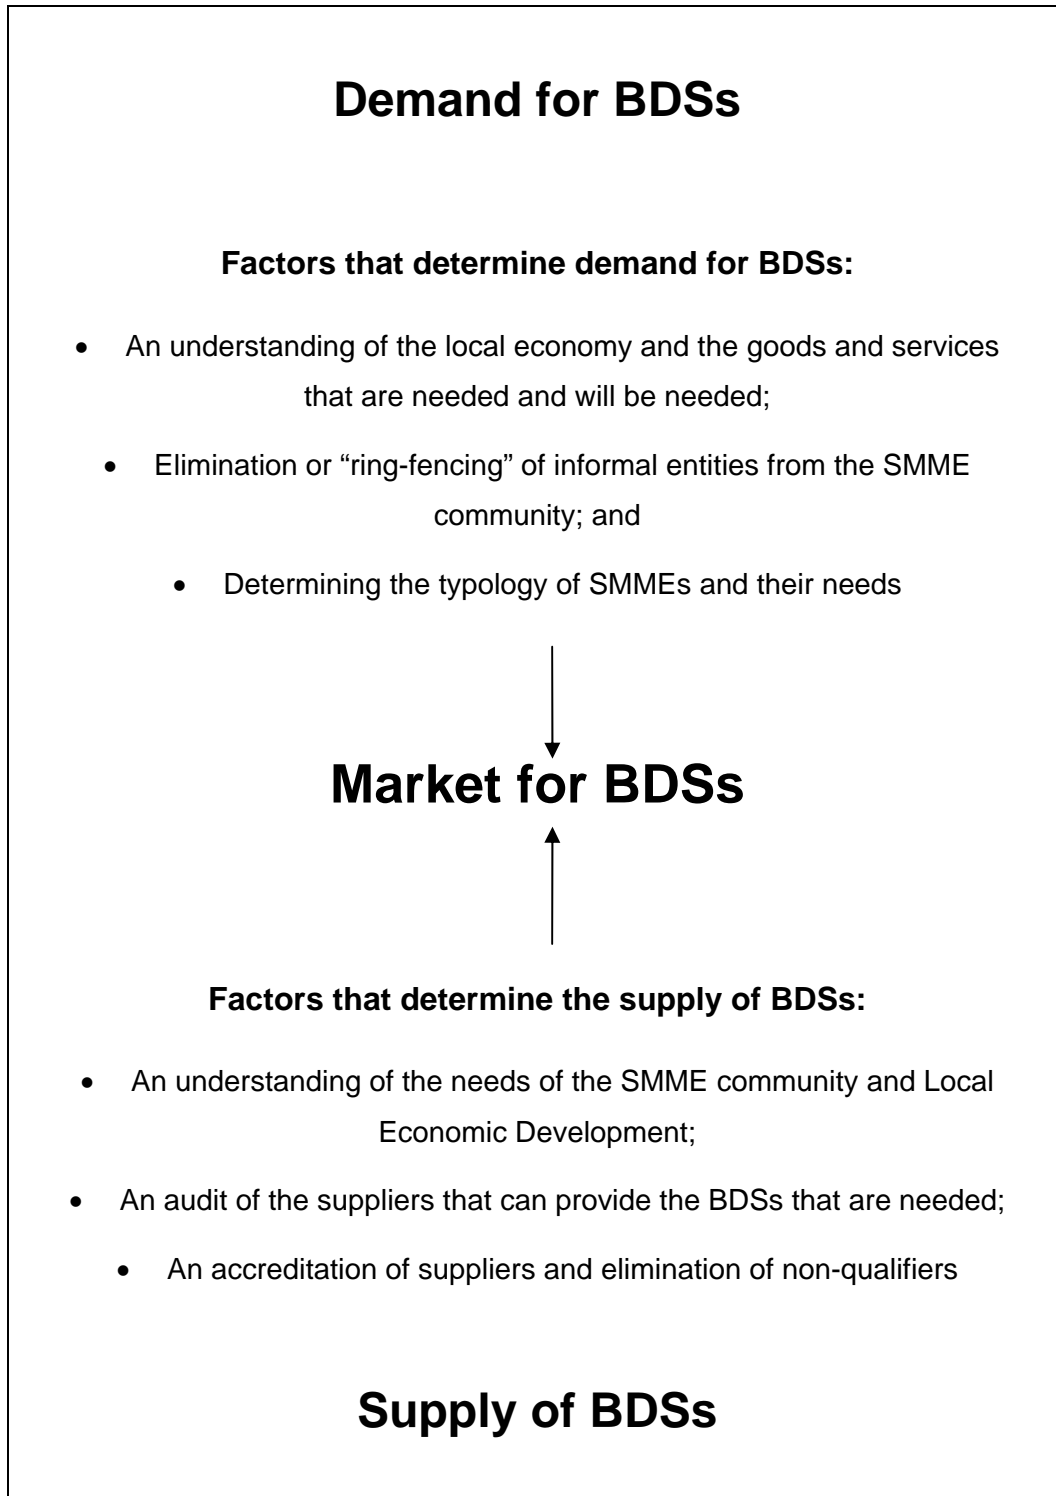 Demand for BDSs
Factors that determine demand for BDSs:
• An understanding of the local economy and the goods and services
that are needed and will be needed;
• Elimination or “ring-fencing” of informal entities from the SMME
community; and
• Determining the typology of SMMEs and their needs
Market for BDSs
Factors that determine the supply of BDSs:
• An understanding of the needs of the SMME community and Local
Economic Development;
• An audit of the suppliers that can provide the BDSs that are needed;
• An accreditation of suppliers and elimination of non-qualifiers
Supply of BDSs